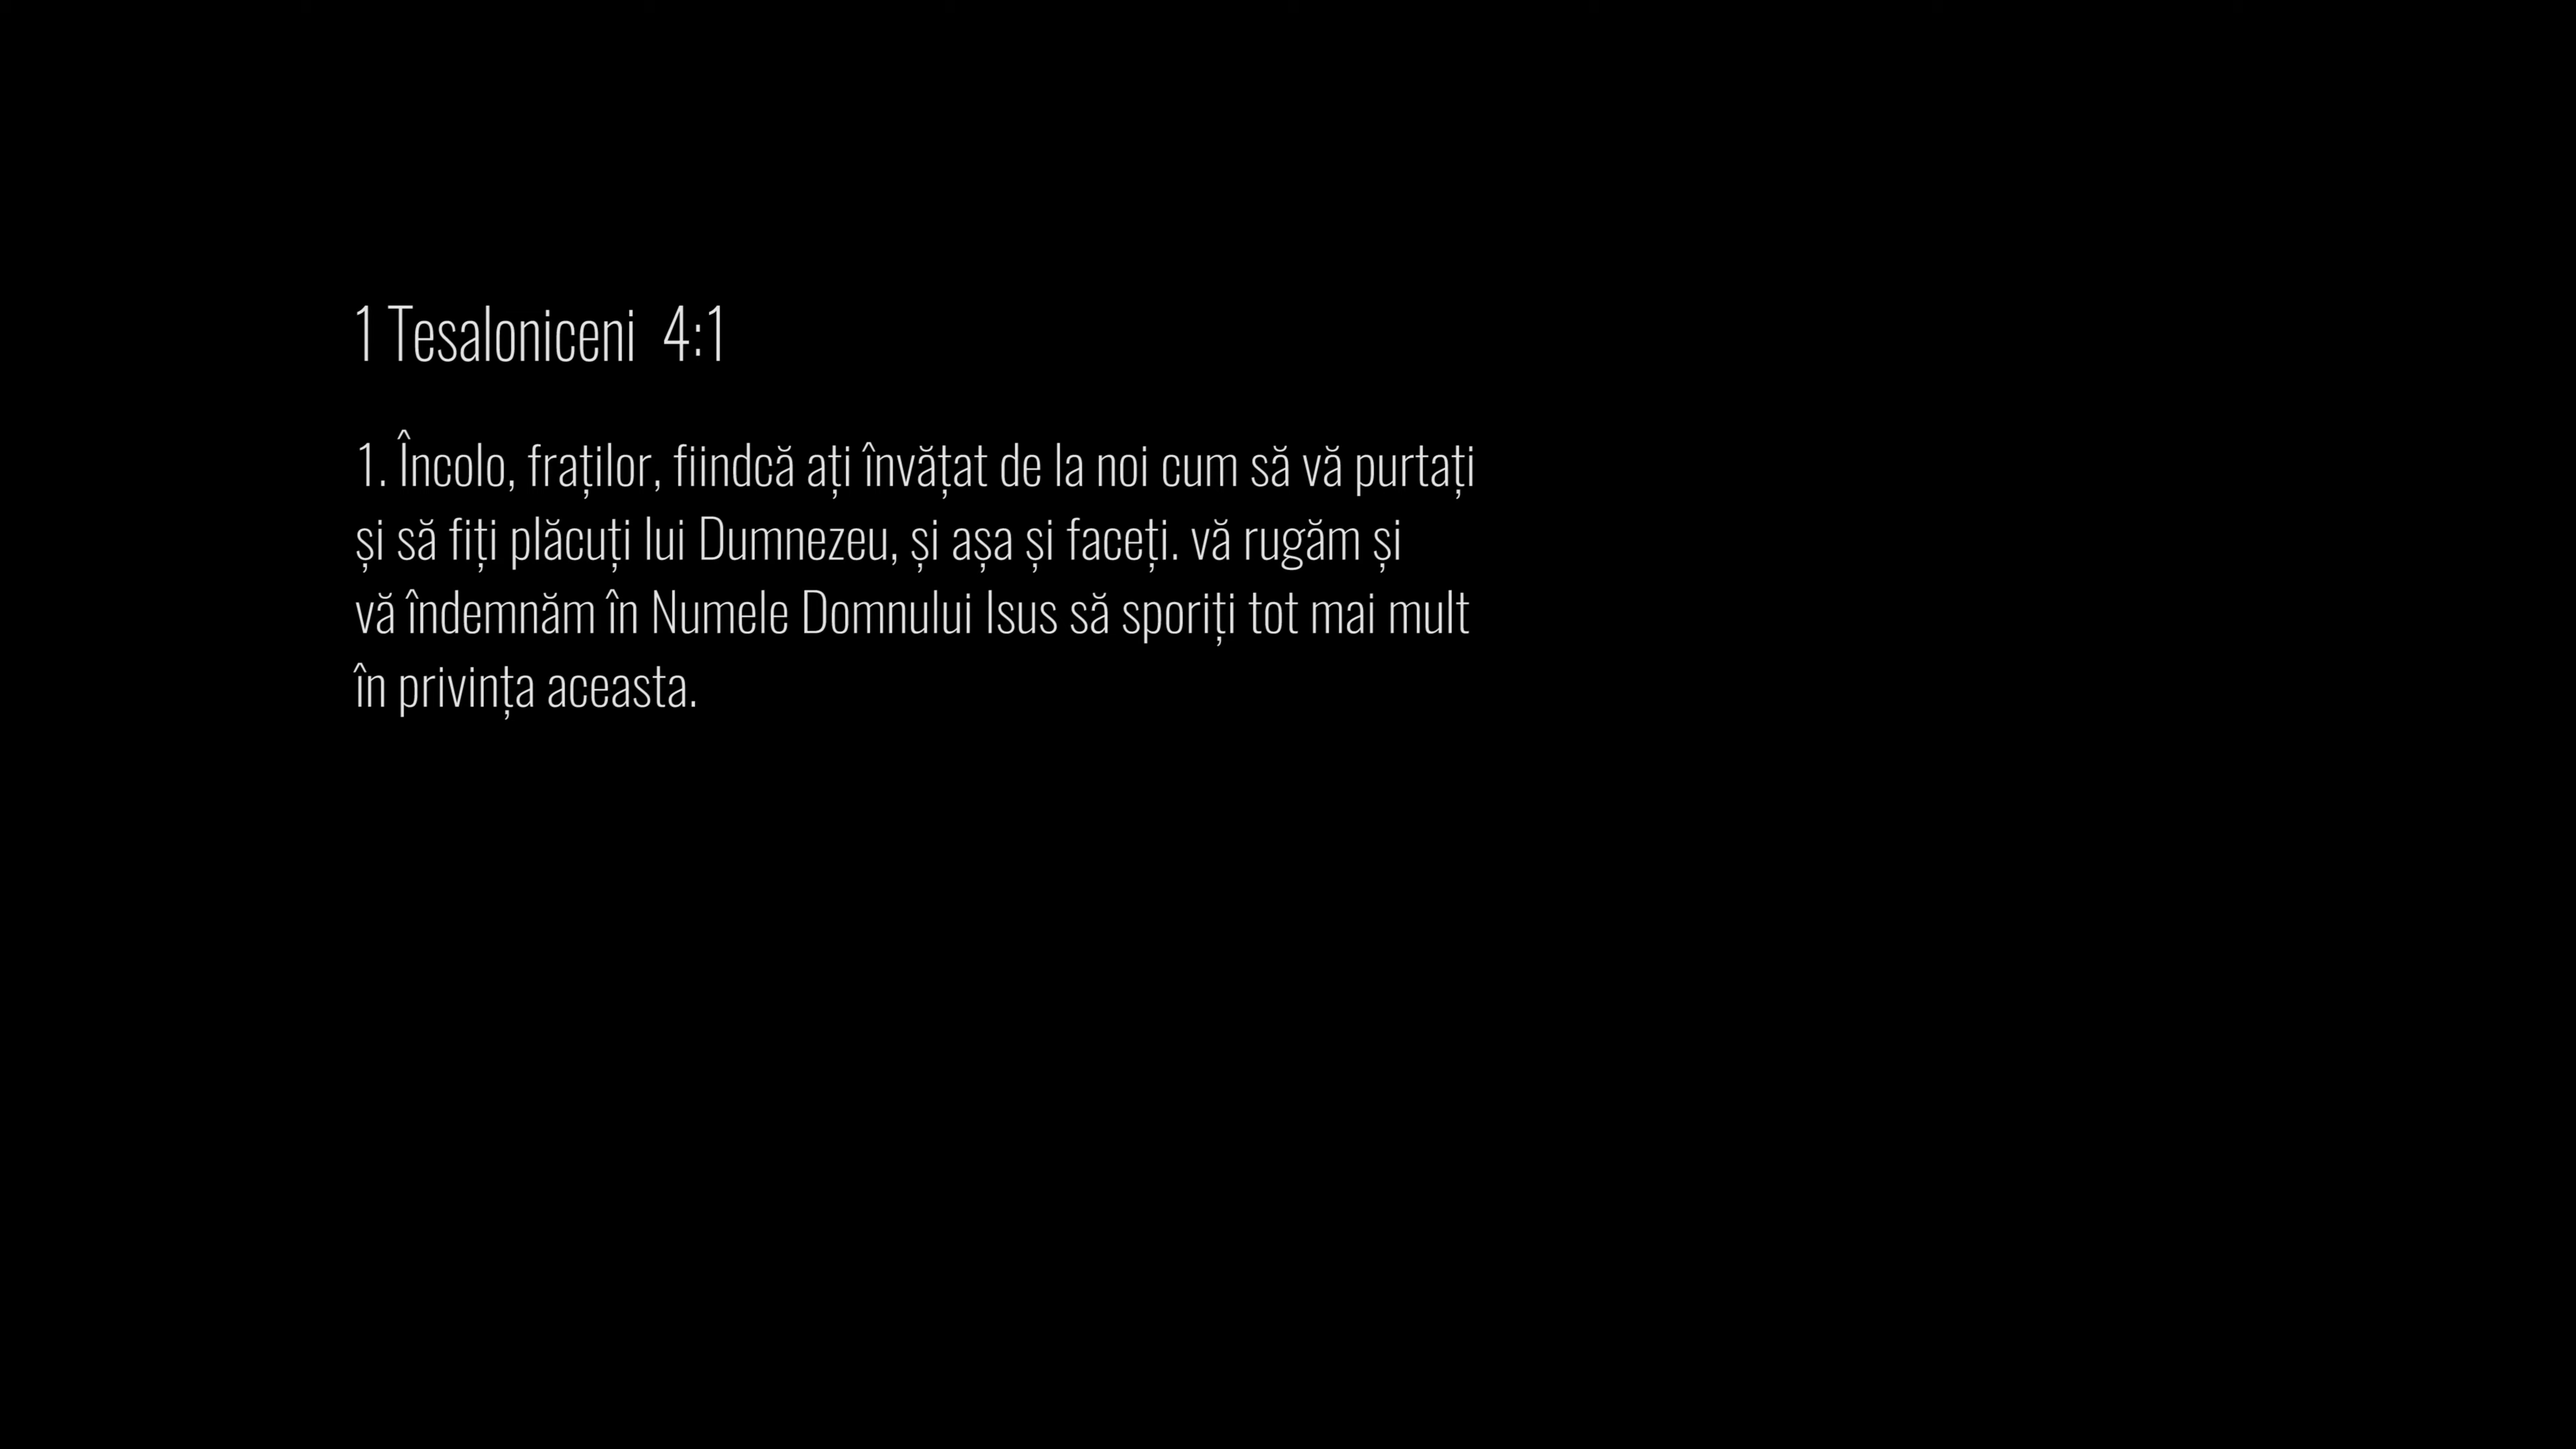 1 Tesaloniceni  4:1
1. Încolo, fraților, fiindcă ați învățat de la noi cum să vă purtați
și să fiți plăcuți lui Dumnezeu, și așa și faceți. vă rugăm și
vă îndemnăm în Numele Domnului Isus să sporiți tot mai mult
în privința aceasta.